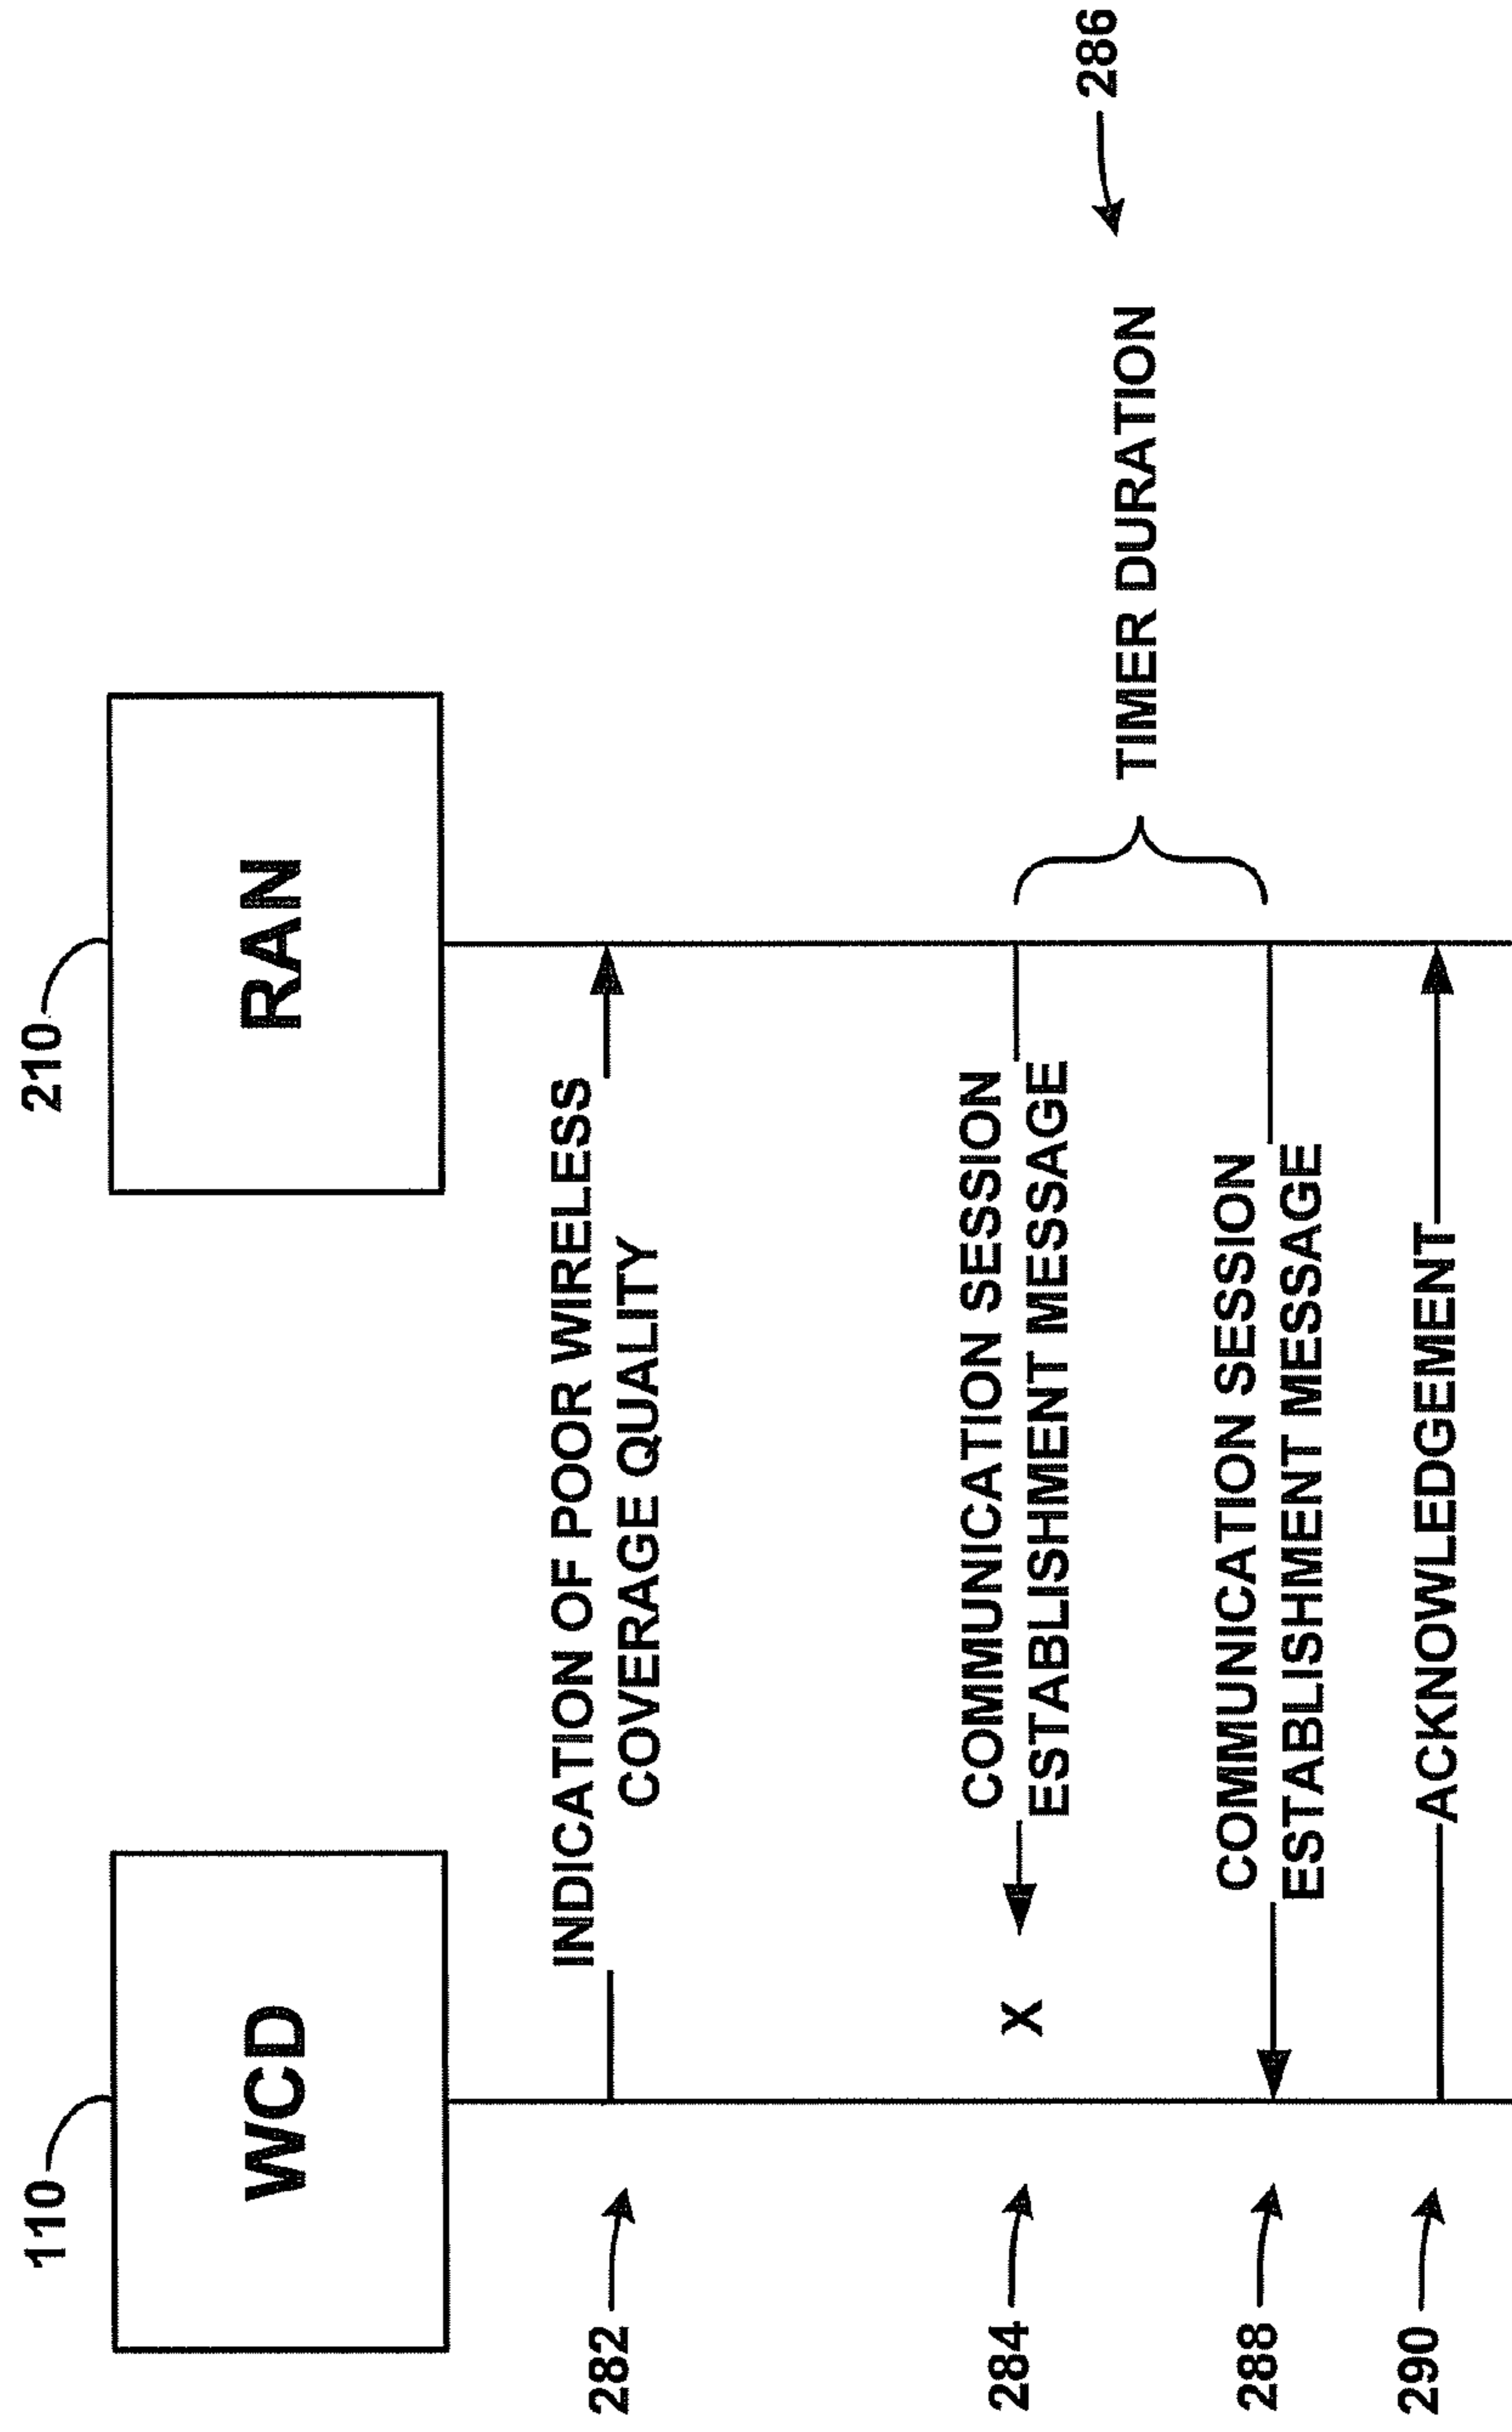 110
210
WCD
RAN
282
INDICATION OF POOR WIRELESS
COVERAGE QUALITY
284
X
COMMUNICATION SESSION
ESTABLISHMENT MESSAGE
TIMER DURATION
286
288
COMMUNICATION SESSION
ESTABLISHMENT MESSAGE
290
ACKNOWLEDGEMENT